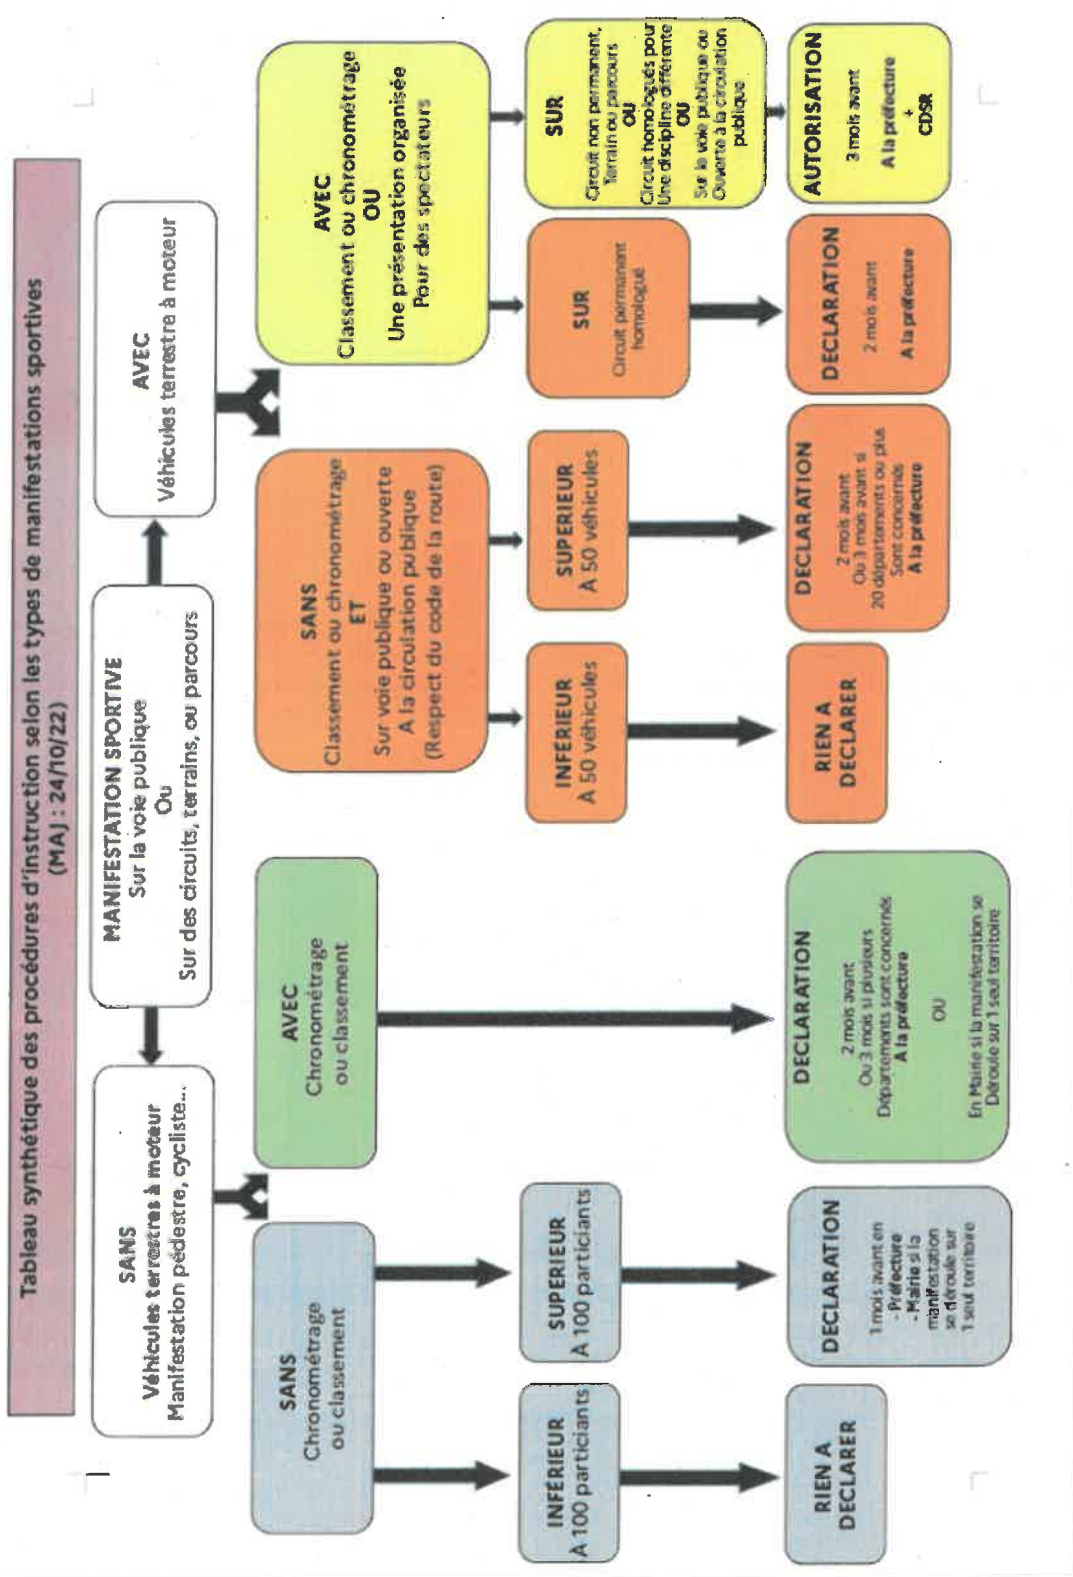 Tableau synthétique des procédures d'instruction selon les types de manifestations sportives
(MAJ : 24/10/22)
MANIFESTATION SPORTIVE
Sur la voie publique
Ou
Sur des circuits, terrains, ou parcours
SANS
Véhicules terrestres à moteur
Manifestation pédestre, cycliste...
AVEC
Véhicules terrestre à moteur
SANS
Chronométrage
ou classement
AVEC
Chronométrage
ou classement
SANS
Classement ou chronométrage
ET
Sur voie publique ou ouverte
A la circulation publique
(Respect du code de la route)
AVEC
Classement ou chronométrage
OU
Une présentation organisée
Pour des spectateurs
INFÉRIEUR
À 100 particiants
SUPERIEUR
À 100 particiants
INFÉRIEUR
À 50 véhicules
SUPERIEUR
À 50 véhicules
SUR
Circuit permanent
homologué
SUR
Circuit non permanent,
Terrain ou parcours
OU
Circuit homologués pour
Une discipline différente
OU
Sur le voie publique ou
Ouverte à la circulation
publique
RIEN A
DECLARER
DECLARATION
1 mois avant en
- Préfecture
- Mairie si la
manifestation
se déroule sur
1 seul territoire
DECLARATION
2 mois avant
Ou 3 mois si plusieurs
Départements sont concernés
A la préfecture
OU
En Mairie si la manifestation se
Déroule sur 1 seul territoire
RIEN A
DECLARER
DECLARATION
2 mois avant
Ou 3 mois avant si
20 départements ou plus
Sont concernés
A la préfecture
DECLARATION
2 mois avant
A la préfecture
AUTORISATION
3 mois avant
A la préfecture
+
CDSR